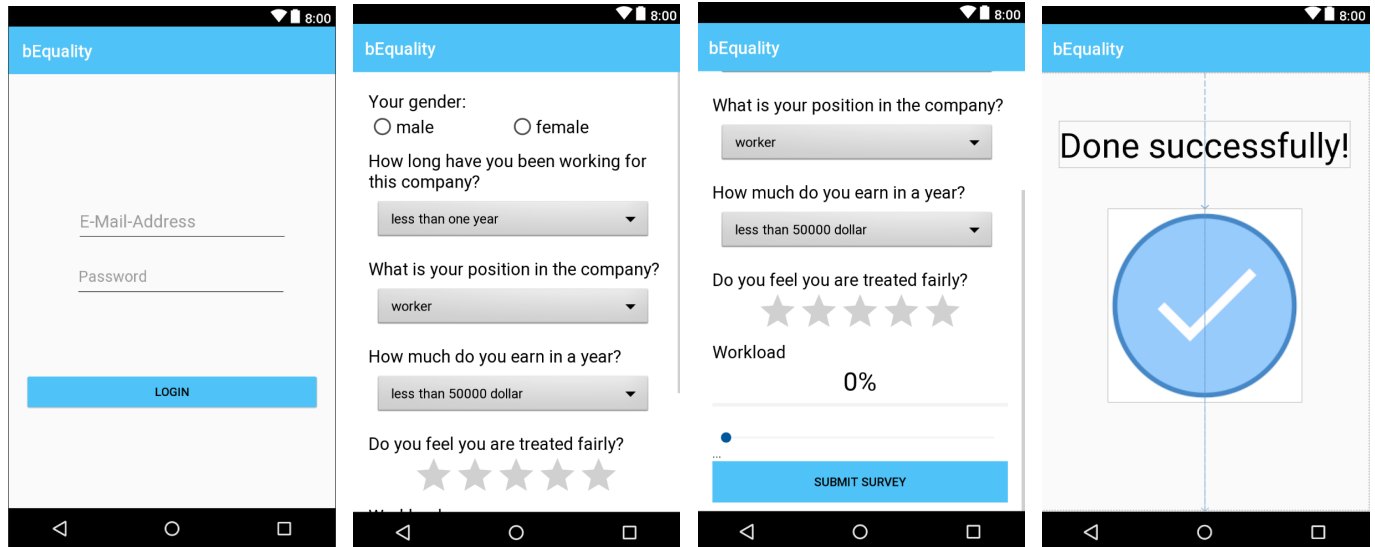 8:00
bEquality
E-Mail-Address
Password
LOGIN
8:00
bEquality
Your gender:
male
female
How long have you been working for
this company?
less than one year
What is your position in the company?
worker
How much do you earn in a year?
less than 50000 dollar
Do you feel you are treated fairly?
8:00
bEquality
What is your position in the company?
worker
How much do you earn in a year?
less than 50000 dollar
Do you feel you are treated fairly?
Workload
0%
...
SUBMIT SURVEY
8:00
bEquality
Done successfully!